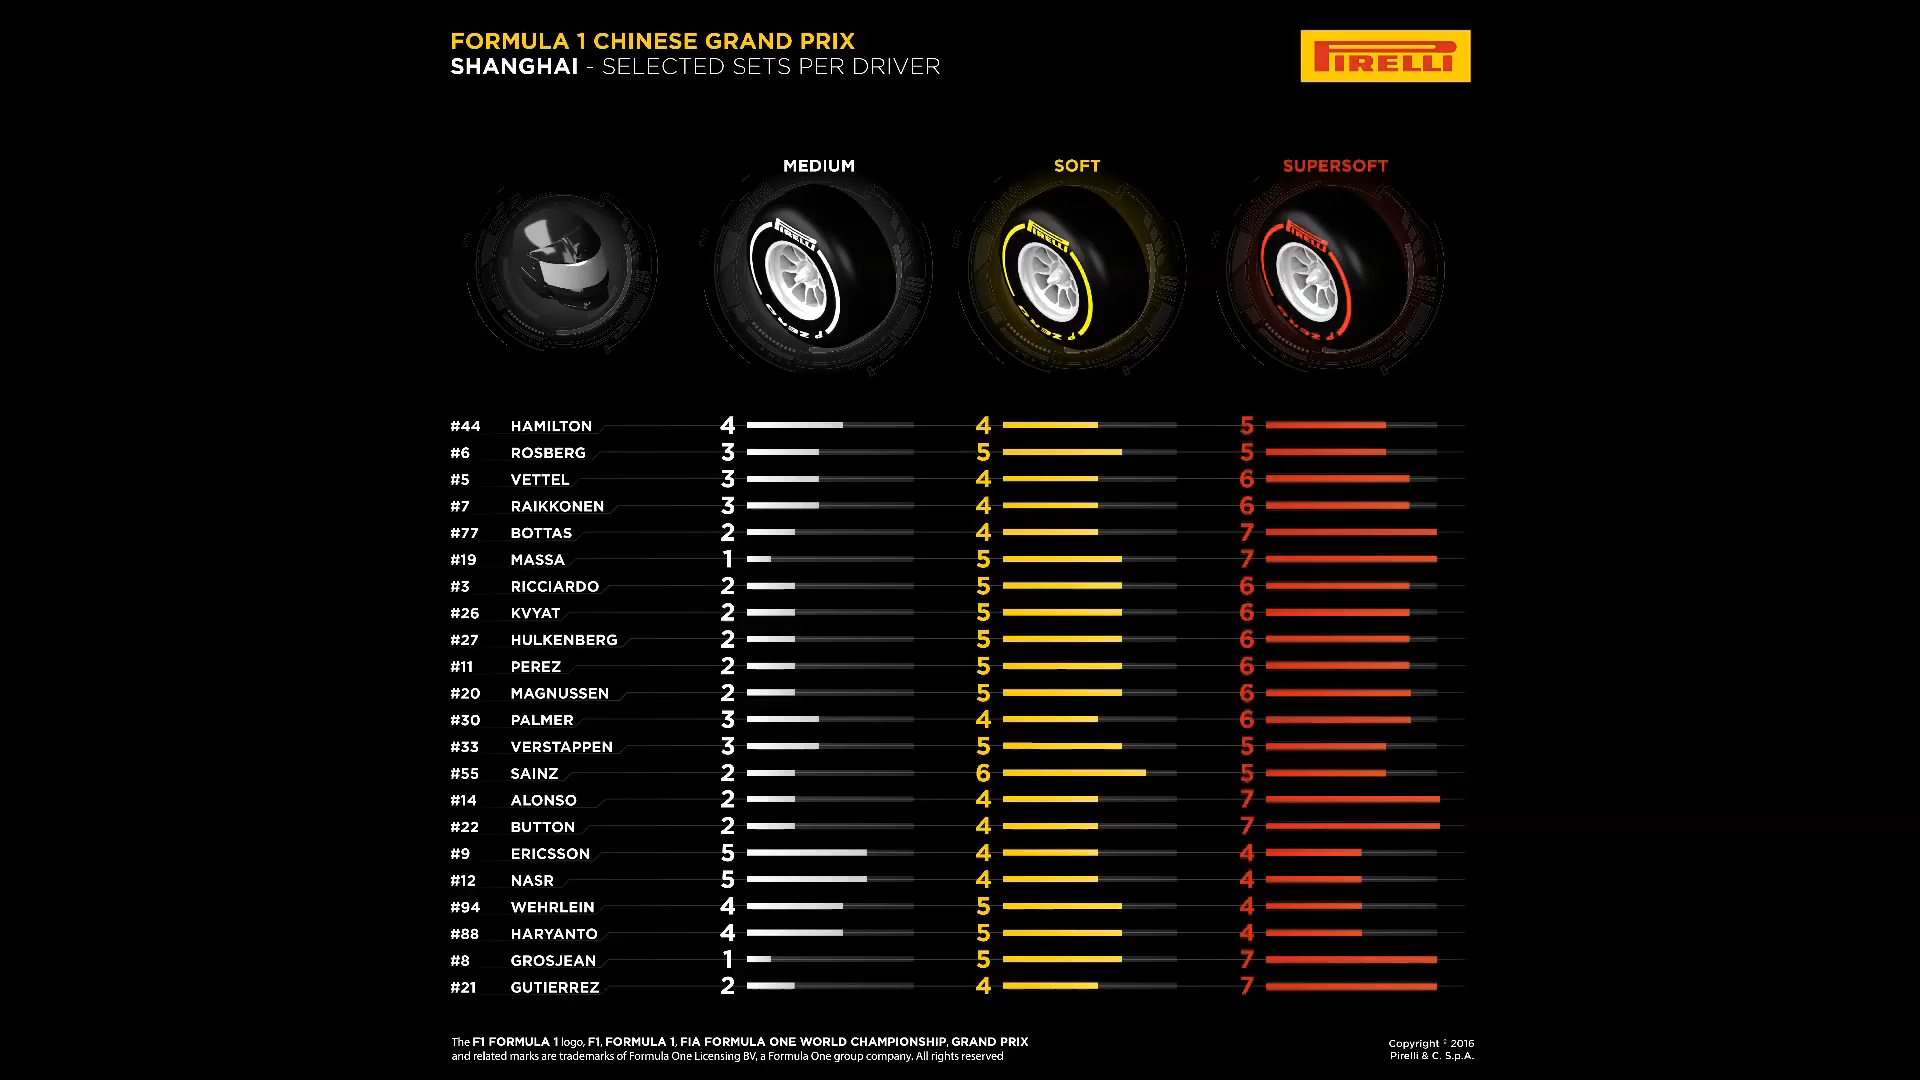 FORMULA 1 CHINESE GRAND PRIX
SHANGHAI - SELECTED SETS PER DRIVER
PIRELLI
MEDIUM SOFT SUPERSOFT
PIRELLI PIRELLI PIRELLI
P ZERO P ZERO P ZERO
#44 HAMILTON 4 4 5
#6 ROSBERG 3 5 5
#5 VETTEL 3 4 6
#7 RAIKKONEN 3 4 6
#77 BOTTAS 2 4 7
#19 MASSA 1 5 7
#3 RICCIARDO 2 5 6
#26 KVYAT 2 5 6
#27 HULKENBERG 2 5 6
#11 PEREZ 2 5 6
#20 MAGNUSSEN 2 5 6
#30 PALMER 3 4 6
#33 VERSTAPPEN 3 5 5
#55 SAINZ 2 6 5
#14 ALONSO 2 4 7
#22 BUTTON 2 4 7
#9 ERICSSON 5 4 4
#12 NASR 5 4 4
#94 WEHRLEIN 4 5 4
#88 HARYANTO 4 5 4
#8 GROSJEAN 1 5 7
#21 GUTIERREZ 2 4 7
The F1 FORMULA 1 logo, F1, FORMULA 1, FIA FORMULA ONE WORLD CHAMPIONSHIP, GRAND PRIX
and related marks are trademarks of Formula One Licensing BV, a Formula One group company. All rights reserved
Copyright © 2016
Pirelli & C. S.p.A.